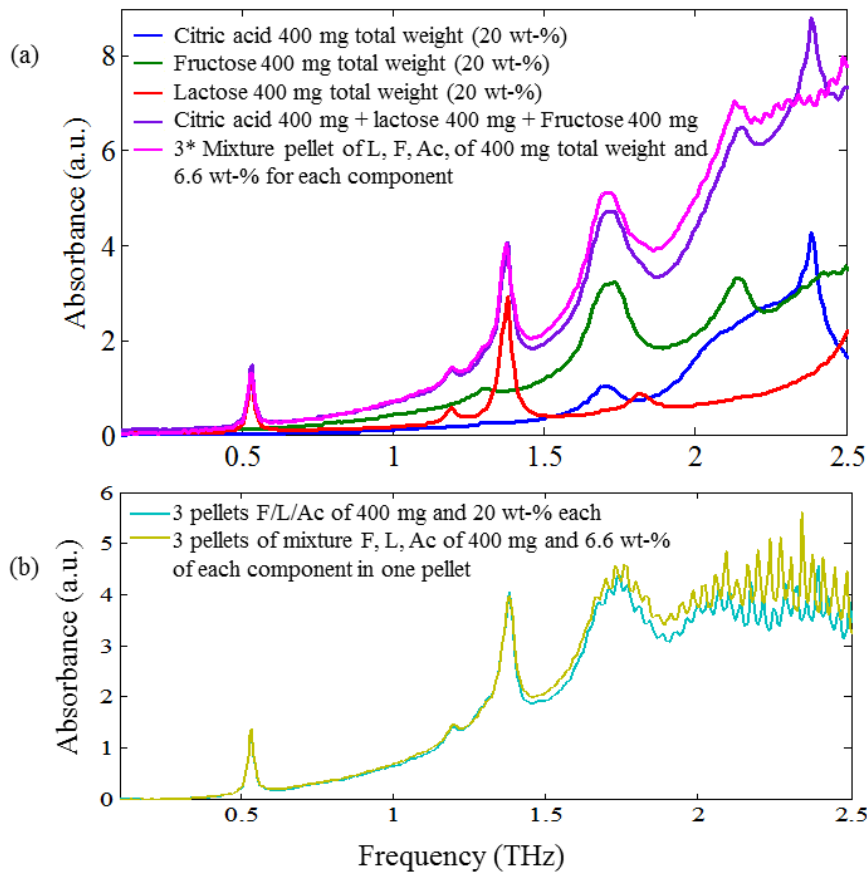 (a)
Absorbance (a.u.)
8
6
4
2
0
Citric acid 400 mg total weight (20 wt-%)
Fructose 400 mg total weight (20 wt-%)
Lactose 400 mg total weight (20 wt-%)
Citric acid 400 mg + lactose 400 mg + Fructose 400 mg
3* Mixture pellet of L, F, Ac, of 400 mg total weight and
6.6 wt-% for each component
0.5 1 1.5 2 2.5
(b)
Absorbance (a.u.)
6
5
4
3
2
1
0
3 pellets F/L/Ac of 400 mg and 20 wt-% each
3 pellets of mixture F, L, Ac of 400 mg and 6.6 wt-%
of each component in one pellet
0.5 1 1.5 2 2.5
Frequency (THz)